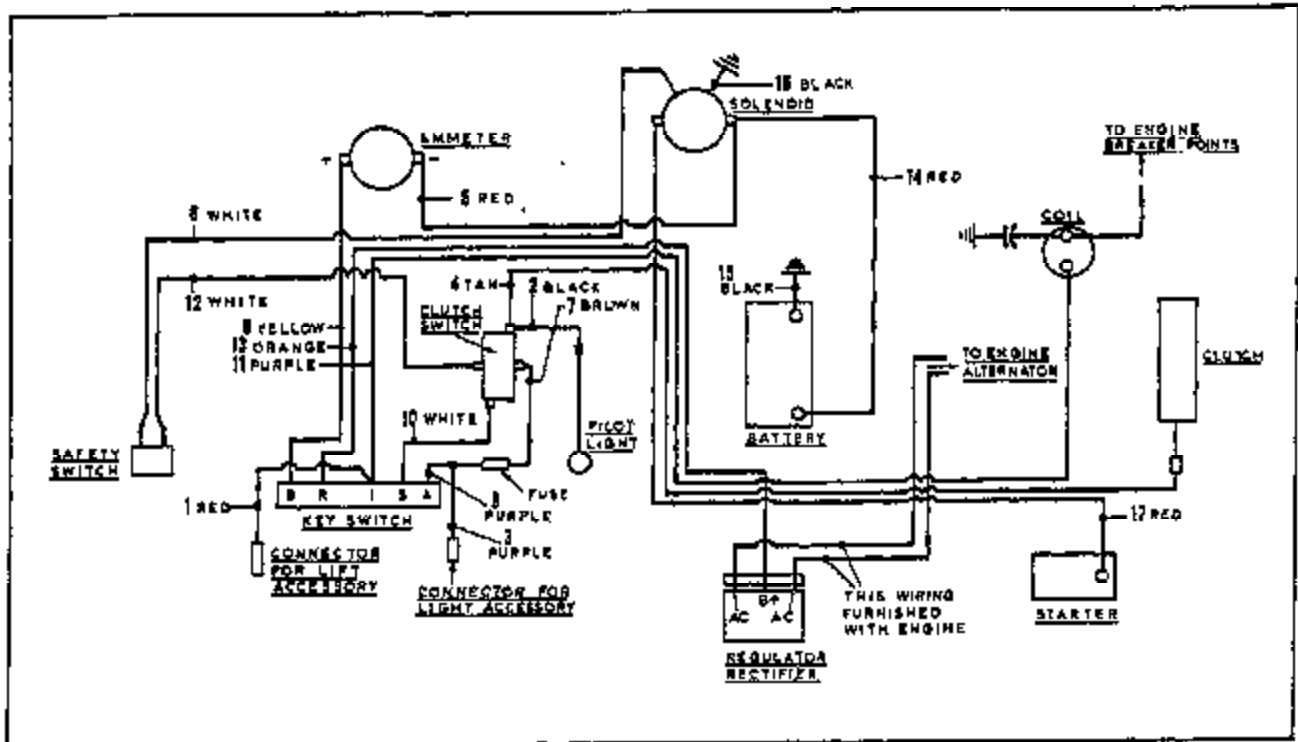 16 BLACK
SOLENOID
AMMETER
+
-
TO ENGINE
BREAKER POINTS
5 RED
14 RED
6 WHITE
COIL
12 WHITE
4 TAN
2 BLACK
7 BROWN
15
BLACK
CLUTCH
SWITCH
9 YELLOW
13 ORANGE
11 PURPLE
TO ENGINE
ALTERNATOR
CLUTCH
10 WHITE
PILOT
LIGHT
BATTERY
SAFETY
SWITCH
B R I S A
FUSE
1 RED
KEY SWITCH
PURPLE
17 RED
3
PURPLE
CONNECTOR
FOR LIFT
ACCESSORY
CONNECTOR FOR
LIGHT ACCESSORY
B+
AC AC
THIS WIRING
FURNISHED
WITH ENGINE
STARTER
REGULATOR
RECTIFIER